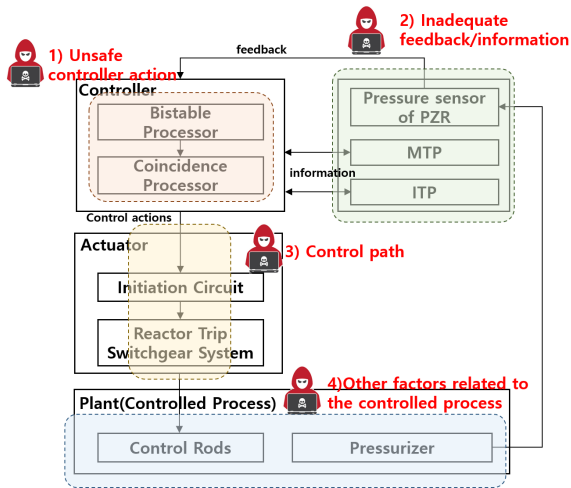 2) Inadequate
feedback/information
1) Unsafe
controller action
feedback
Controller
Bistable
Processor
Coincidence
Processor
Pressure sensor
of PZR
MTP
information
ITP
Control actions
Actuator
3) Control path
Initiation Circuit
Reactor Trip
Switchgear System
4)Other factors related to
the controlled process
Plant(Controlled Process)
Control Rods
Pressurizer